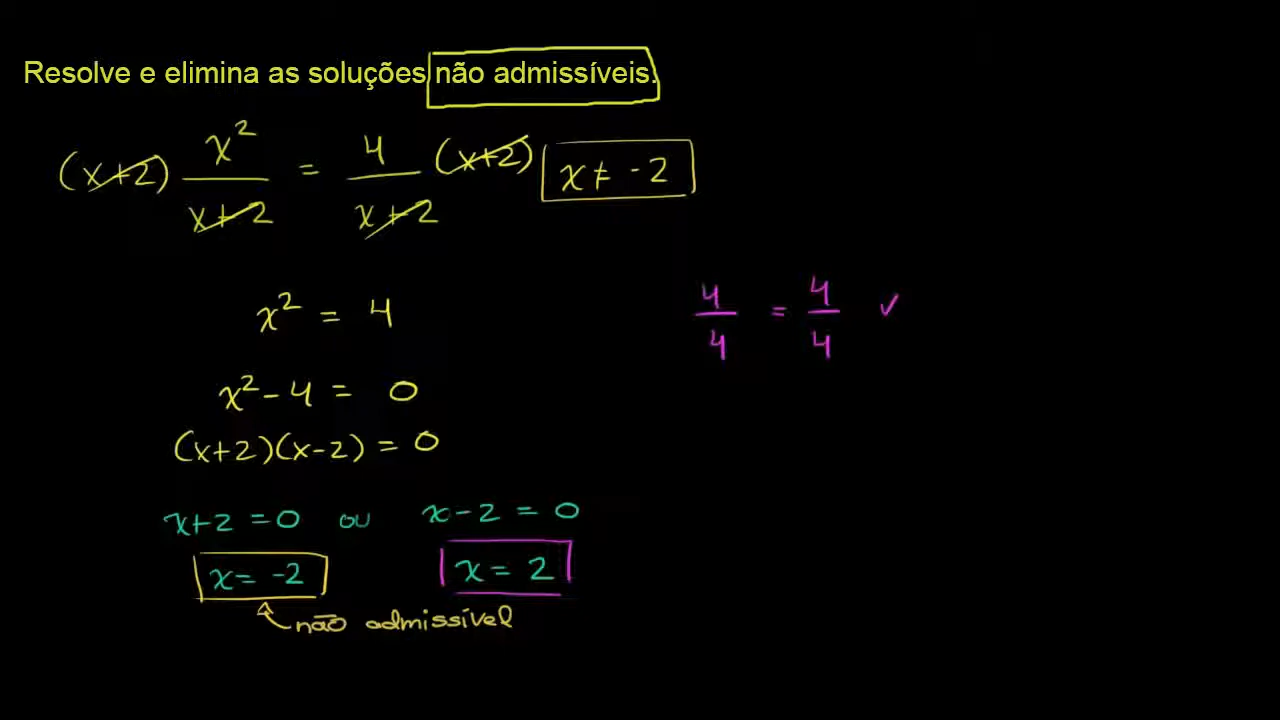 Resolve e elimina as soluções não admissíveis.
(x+2) x²/(x+2) = 4/(x+2) (x+2) x ≠ -2
x² = 4
4/4 = 4/4 ✓
x² - 4 = 0
(x+2)(x-2) = 0
x+2 = 0 ou x-2 = 0
x = -2 x = 2
não admissível